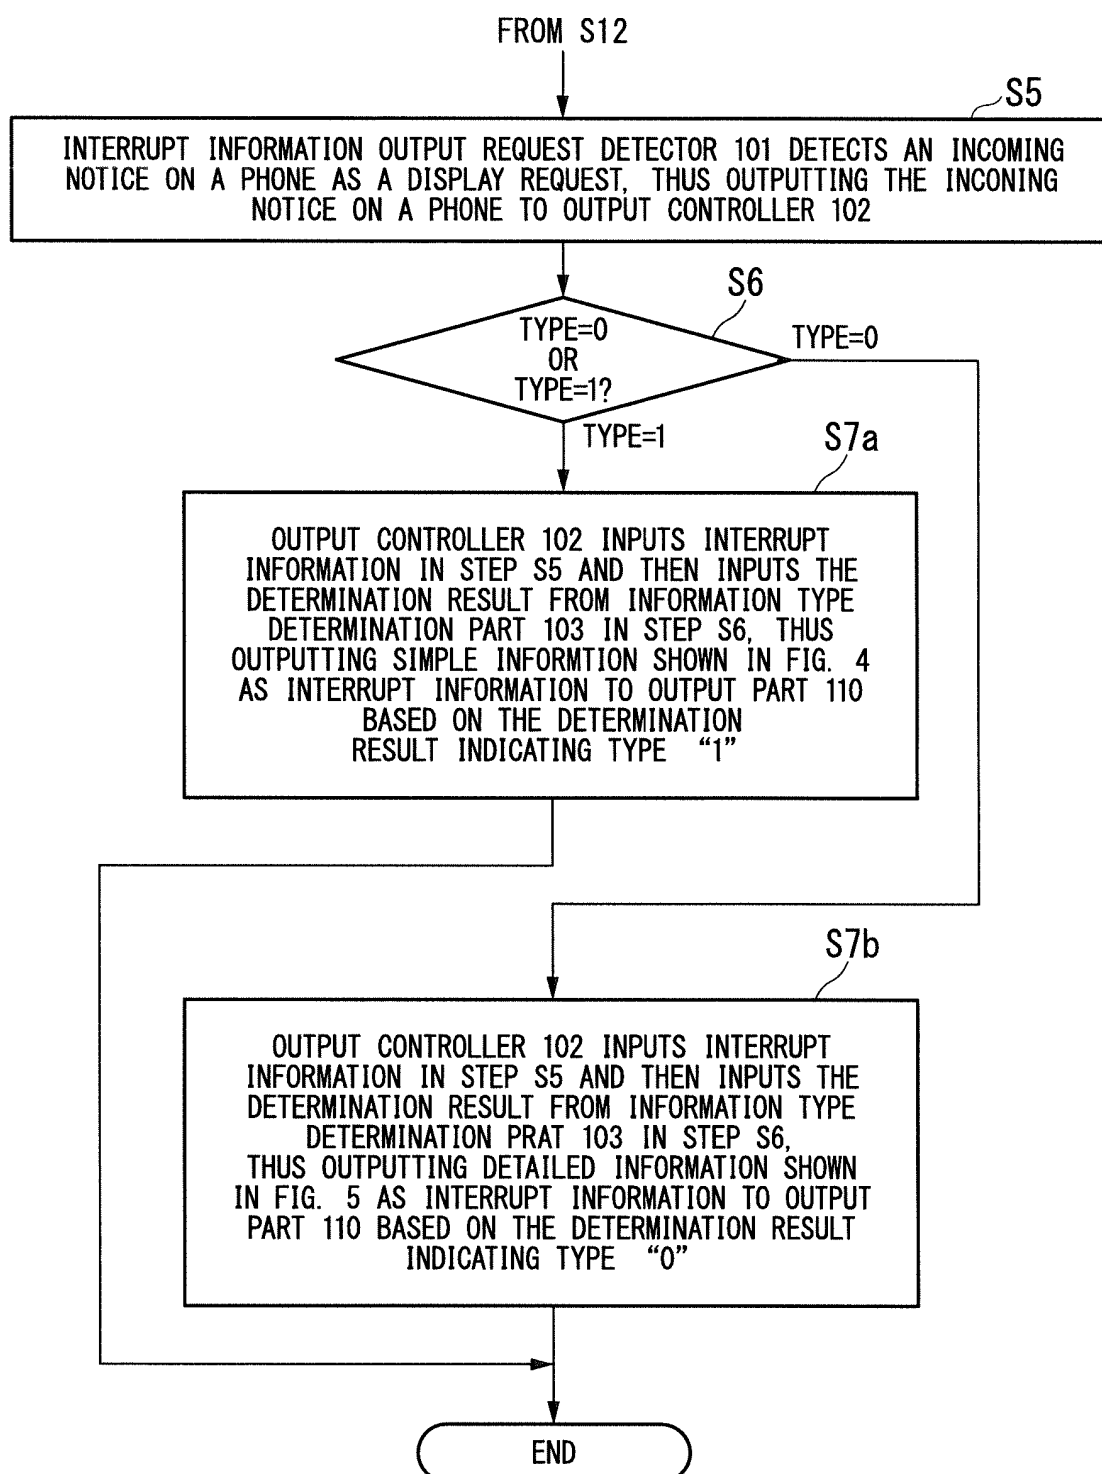 FROM S12
S5
INTERRUPT INFORMATION OUTPUT REQUEST DETECTOR 101 DETECTS AN INCOMING
NOTICE ON A PHONE AS A DISPLAY REQUEST, THUS OUTPUTTING THE INCONING
NOTICE ON A PHONE TO OUTPUT CONTROLLER 102
S6
TYPE=0
OR
TYPE=1?
TYPE=0
TYPE=1
S7a
OUTPUT CONTROLLER 102 INPUTS INTERRUPT
INFORMATION IN STEP S5 AND THEN INPUTS THE
DETERMINATION RESULT FROM INFORMATION TYPE
DETERMINATION PART 103 IN STEP S6, THUS
OUTPUTTING SIMPLE INFORMTION SHOWN IN FIG. 4
AS INTERRUPT INFORMATION TO OUTPUT PART 110
BASED ON THE DETERMINATION
RESULT INDICATING TYPE “1”
S7b
OUTPUT CONTROLLER 102 INPUTS INTERRUPT
INFORMATION IN STEP S5 AND THEN INPUTS THE
DETERMINATION RESULT FROM INFORMATION TYPE
DETERMINATION PRAT 103 IN STEP S6,
THUS OUTPUTTING DETAILED INFORMATION SHOWN
IN FIG. 5 AS INTERRUPT INFORMATION TO OUTPUT
PART 110 BASED ON THE DETERMINATION RESULT
INDICATING TYPE “0”
END